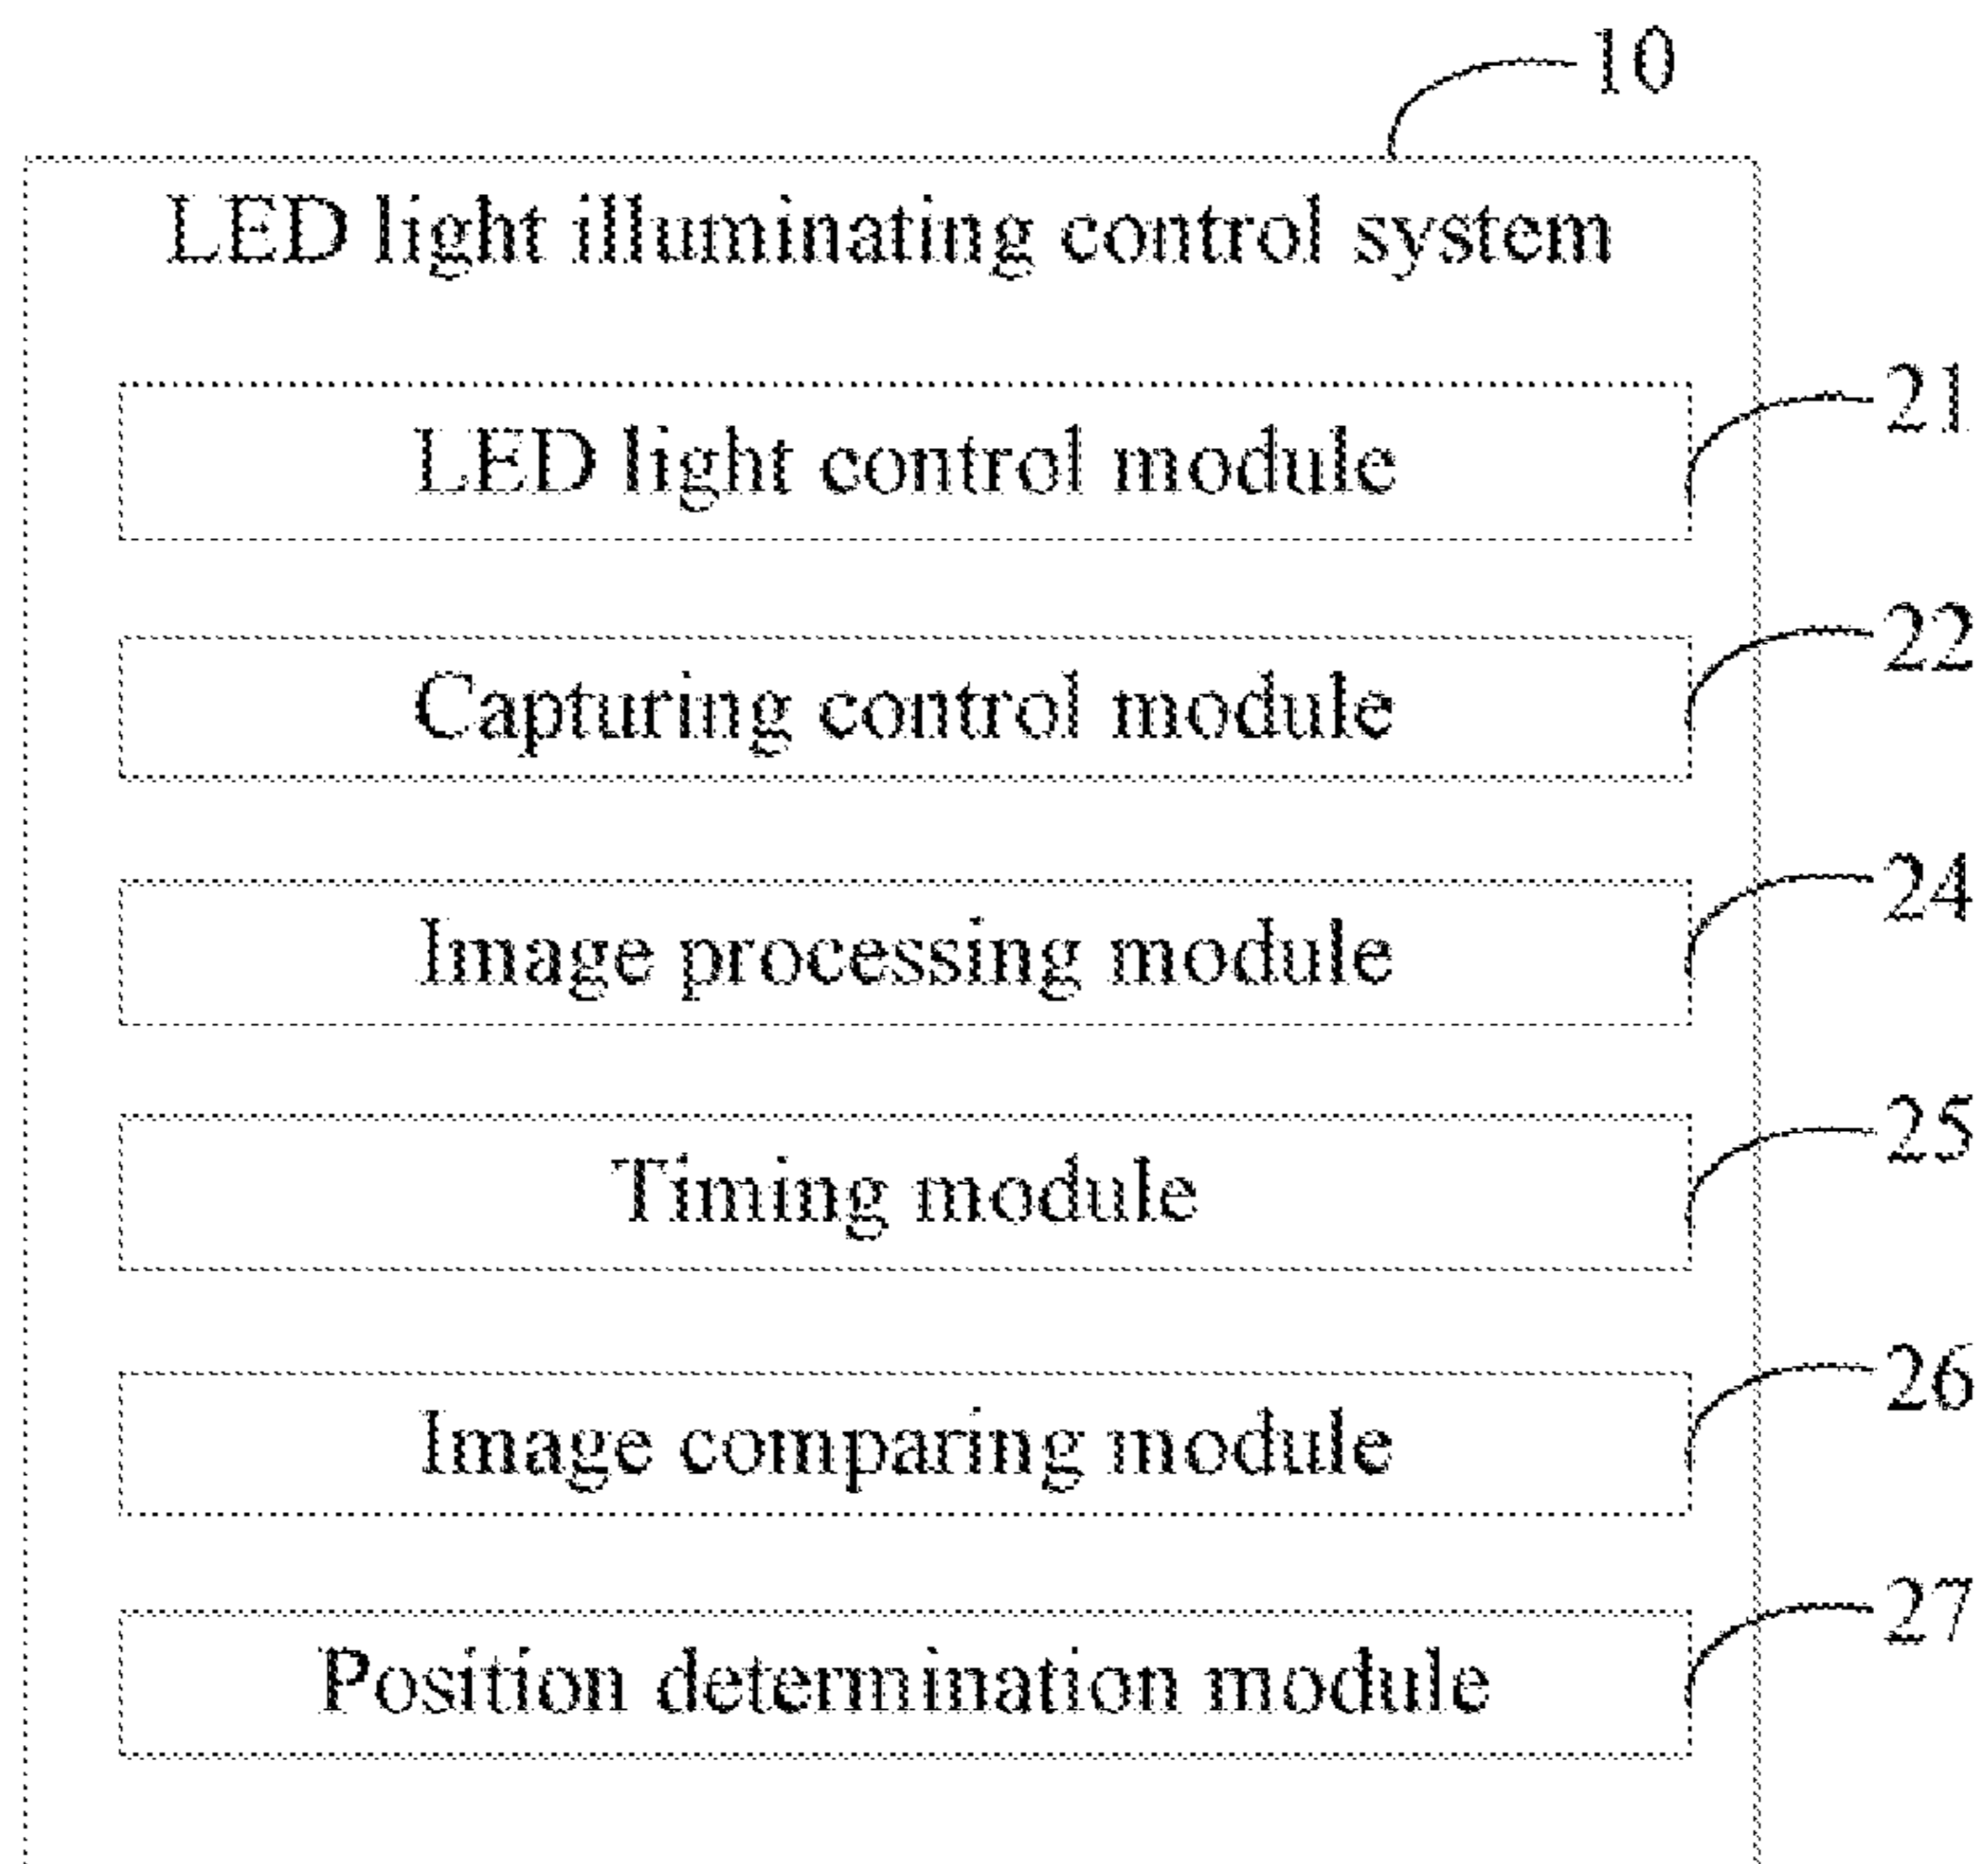 10
LED light illuminating control system
LED light control module
21
Capturing control module
22
Image processing module
24
Timing module
25
Image comparing module
26
Position determination module
27